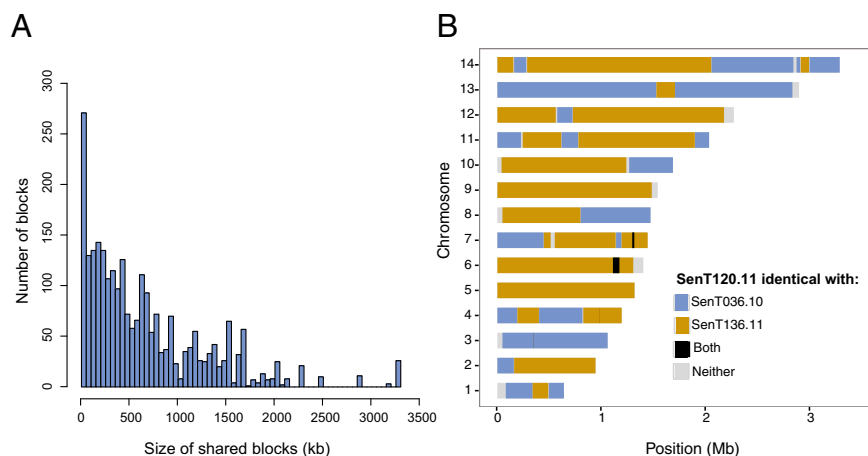 A
B
300
250
200
150
100
50
0
Number of blocks
0 500 1000 1500 2000 2500 3000 3500
Size of shared blocks (kb)
Chromosome
14
13
12
11
10
9
8
7
6
5
4
3
2
1
SenT120.11 identical with:
SenT036.10
SenT136.11
Both
Neither
0 1 2 3
Position (Mb)